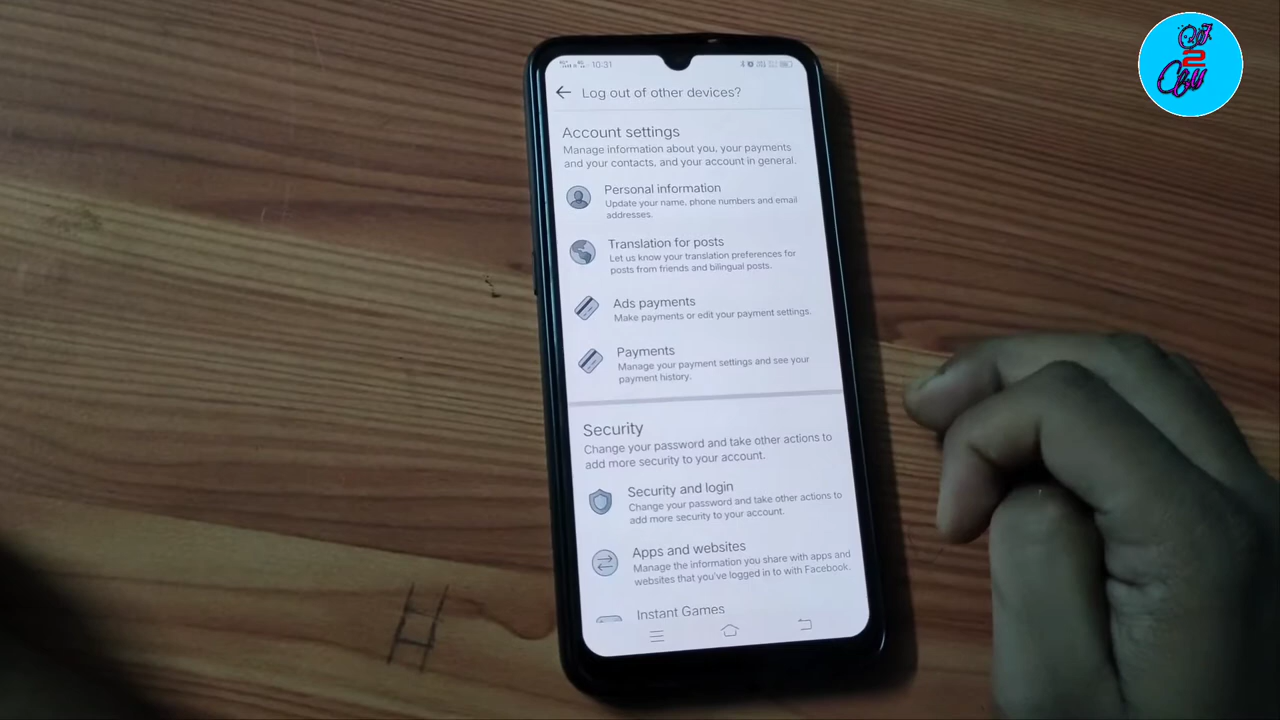 10:31
Log out of other devices?
Account settings
Manage information about you, your payments
and your contacts, and your account in general.
Personal information
Update your name, phone numbers and email
addresses.
Translation for posts
Let us know your translation preferences for
posts from friends and bilingual posts.
Ads payments
Make payments or edit your payment settings.
Payments
Manage your payment settings and see your
payment history.
Security
Change your password and take other actions to
add more security to your account.
Security and login
Change your password and take other actions to
add more security to your account.
Apps and websites
Manage the information you share with apps and
websites that you've logged in to with Facebook.
Instant Games
2